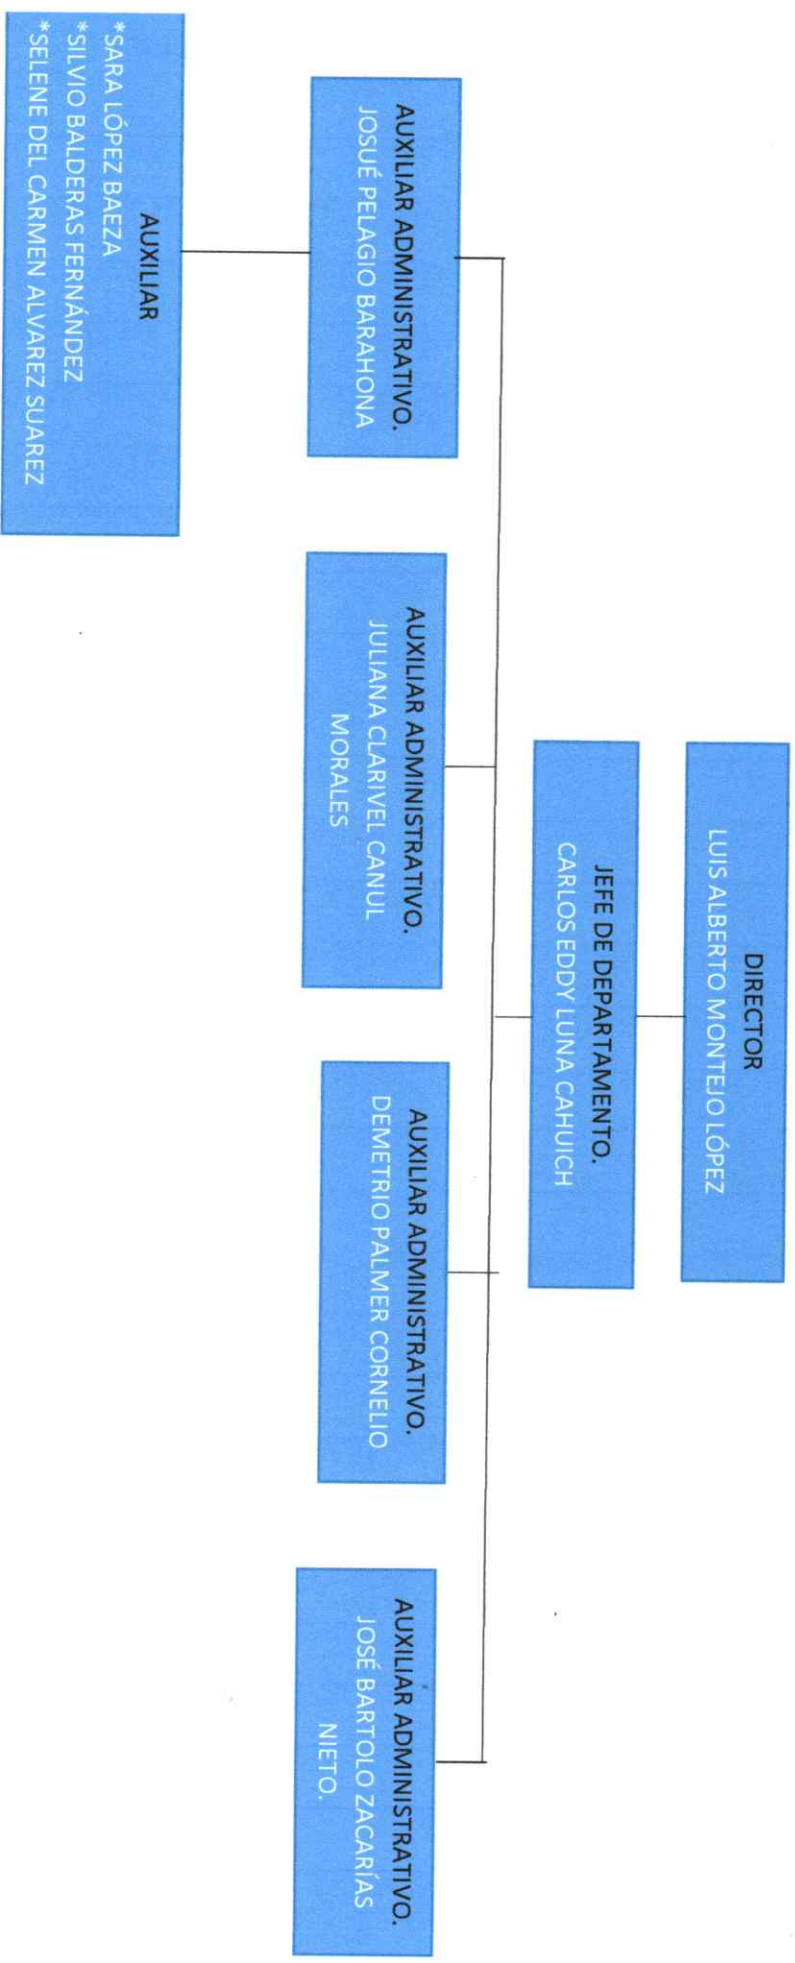 DIRECTOR
LUIS ALBERTO MONTEJO LÓPEZ
JEFE DE DEPARTAMENTO.
CARLOS EDDY LUNA CAHUICH
AUXILIAR ADMINISTRATIVO.
JOSUÉ PELAGIO BARAHONA
AUXILIAR ADMINISTRATIVO.
JULIANA CLARIVEL CANUL
MORALES
AUXILIAR ADMINISTRATIVO.
DEMETRIO PALMER CORNELIO
AUXILIAR ADMINISTRATIVO.
JOSÉ BARTOLO ZACARÍAS
NIETO.
AUXILIAR
*SARA LÓPEZ BAEZA
*SILVIO BALDERAS FERNÁNDEZ
*SELENE DEL CARMEN ALVAREZ SUAREZ